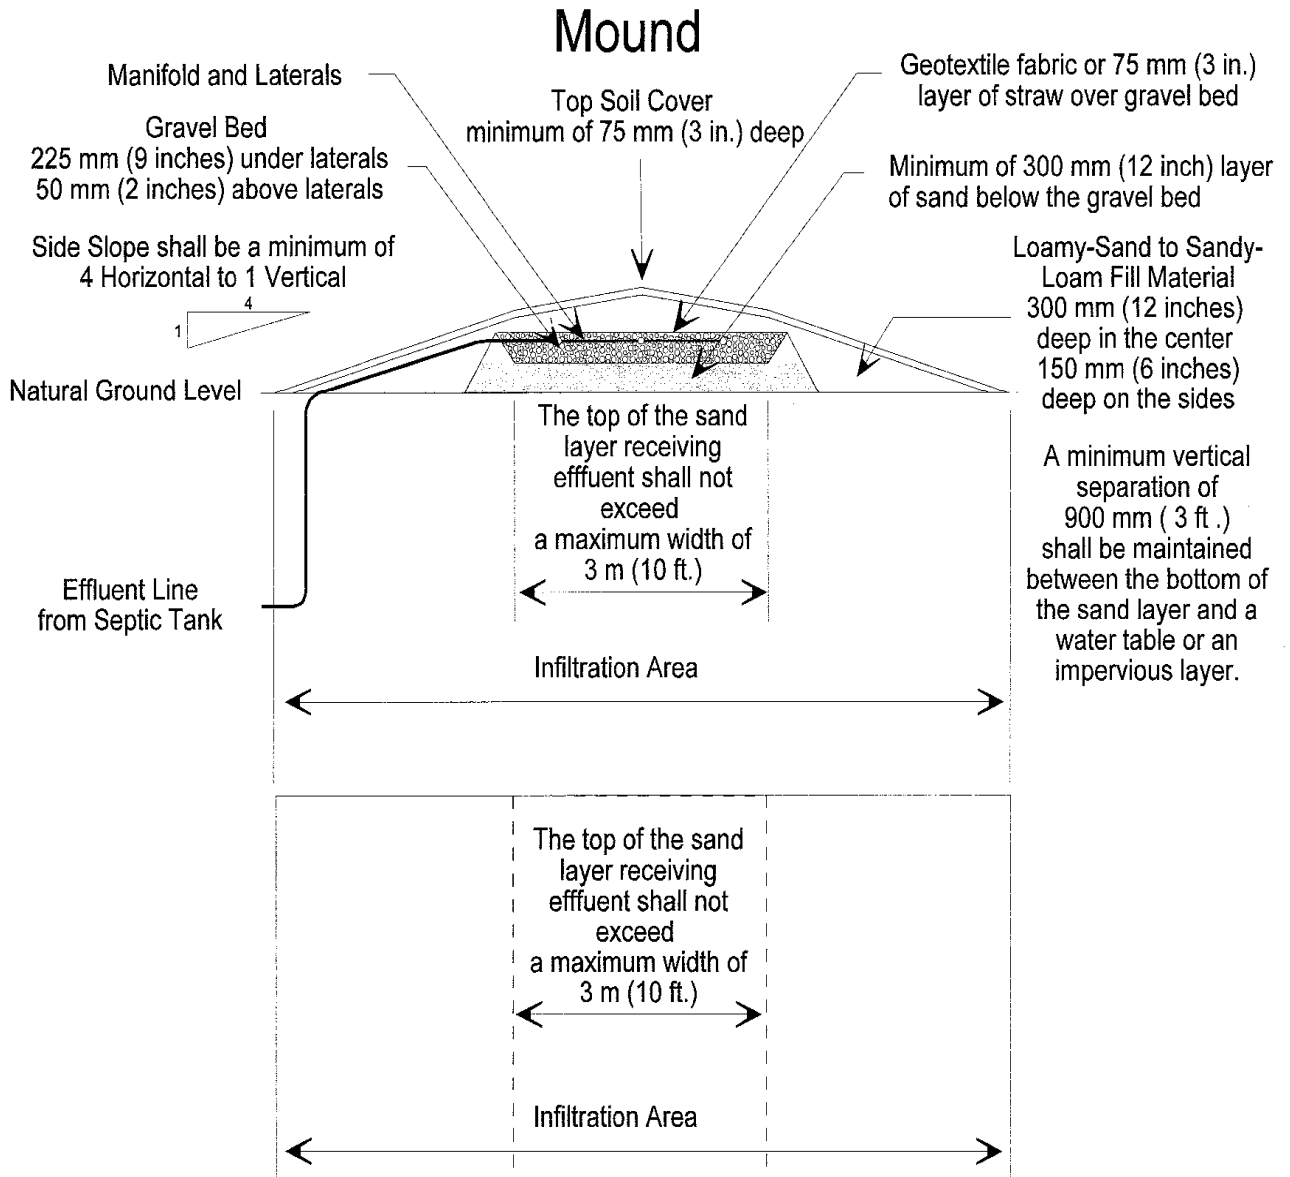 Mound
Manifold and Laterals
Gravel Bed
225 mm (9 inches) under laterals
50 mm (2 inches) above laterals
Side Slope shall be a minimum of
4 Horizontal to 1 Vertical
4
1
Natural Ground Level
Effluent Line
from Septic Tank
Top Soil Cover
minimum of 75 mm (3 in.) deep
Geotextile fabric or 75 mm (3 in.)
layer of straw over gravel bed
Minimum of 300 mm (12 inch) layer
of sand below the gravel bed
Loamy-Sand to Sandy-
Loam Fill Material
300 mm (12 inches)
deep in the center
150 mm (6 inches)
deep on the sides
A minimum vertical
separation of
900 mm ( 3 ft .)
shall be maintained
between the bottom of
the sand layer and a
water table or an
impervious layer.
The top of the sand
layer receiving
efffuent shall not
exceed
a maximum width of
3 m (10 ft.)
Infiltration Area
The top of the sand
layer receiving
efffuent shall not
exceed
a maximum width of
3 m (10 ft.)
Infiltration Area